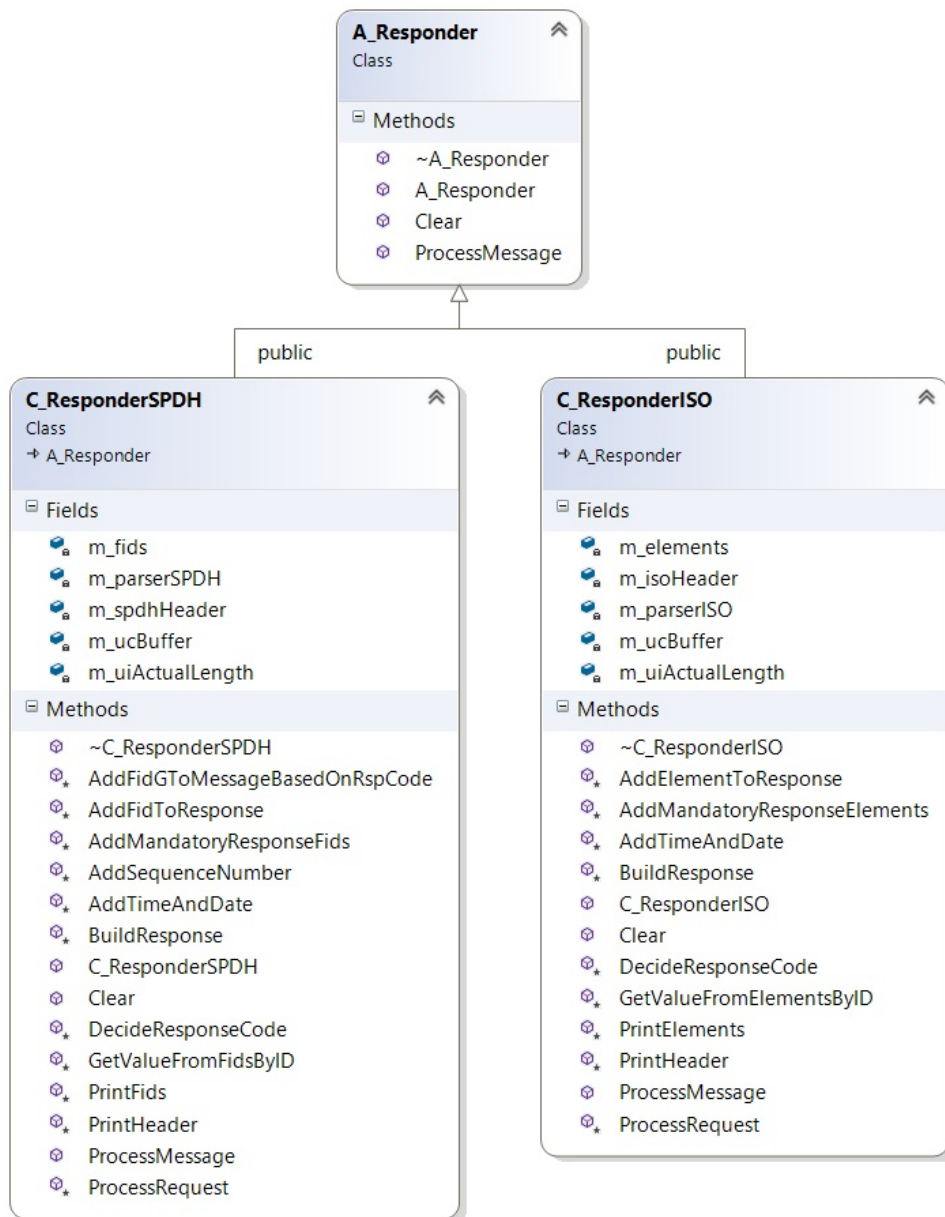 A_Responder
Class
Methods
~A_Responder
A_Responder
Clear
ProcessMessage
public
public
C_ResponderSPDH
Class
A_Responder
Fields
m_fids
m_parserSPDH
m_spdhHeader
m_ucBuffer
m_uiActualLength
Methods
~C_ResponderSPDH
AddFidGToMessageBasedOnRspCode
AddFidToResponse
AddMandatoryResponseFids
AddSequenceNumber
AddTimeAndDate
BuildResponse
C_ResponderSPDH
Clear
DecideResponseCode
GetValueFromFidsByID
PrintFids
PrintHeader
ProcessMessage
ProcessRequest
C_ResponderISO
Class
A_Responder
Fields
m_elements
m_isoHeader
m_parserISO
m_ucBuffer
m_uiActualLength
Methods
~C_ResponderISO
AddElementToResponse
AddMandatoryResponseElements
AddTimeAndDate
BuildResponse
C_ResponderISO
Clear
DecideResponseCode
GetValueFromElementsByID
PrintElements
PrintHeader
ProcessMessage
ProcessRequest